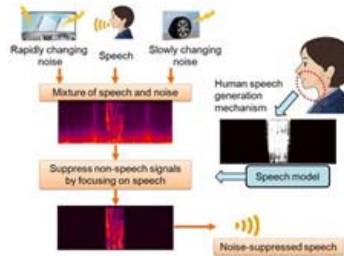 Rapidly changing
noise
Speech
Slowly changing
noise
Mixture of speech and noise
Human speech
generation
mechanism
Suppress non-speech signals
by focusing on speech
Speech model
Noise-suppressed speech